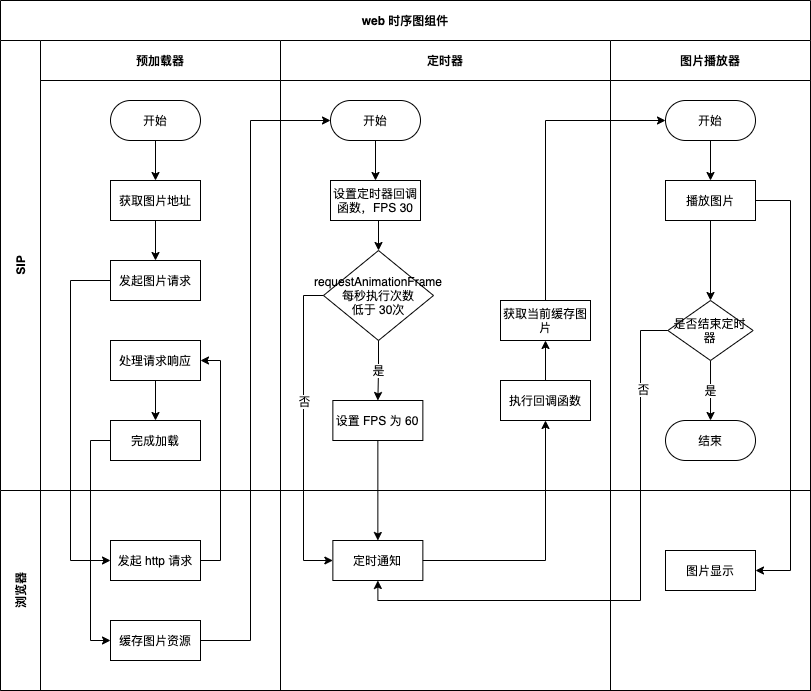 web 时序图组件
预加载器
定时器
图片播放器
SIP
开始
获取图片地址
发起图片请求
处理请求响应
完成加载
开始
设置定时器回调
函数，FPS 30
requestAnimationFrame
每秒执行次数
低于 30次
是
否
设置 FPS 为 60
获取当前缓存图
片
执行回调函数
开始
播放图片
是否结束定时
器
否
是
结束
浏览器
发起 http 请求
缓存图片资源
定时通知
图片显示